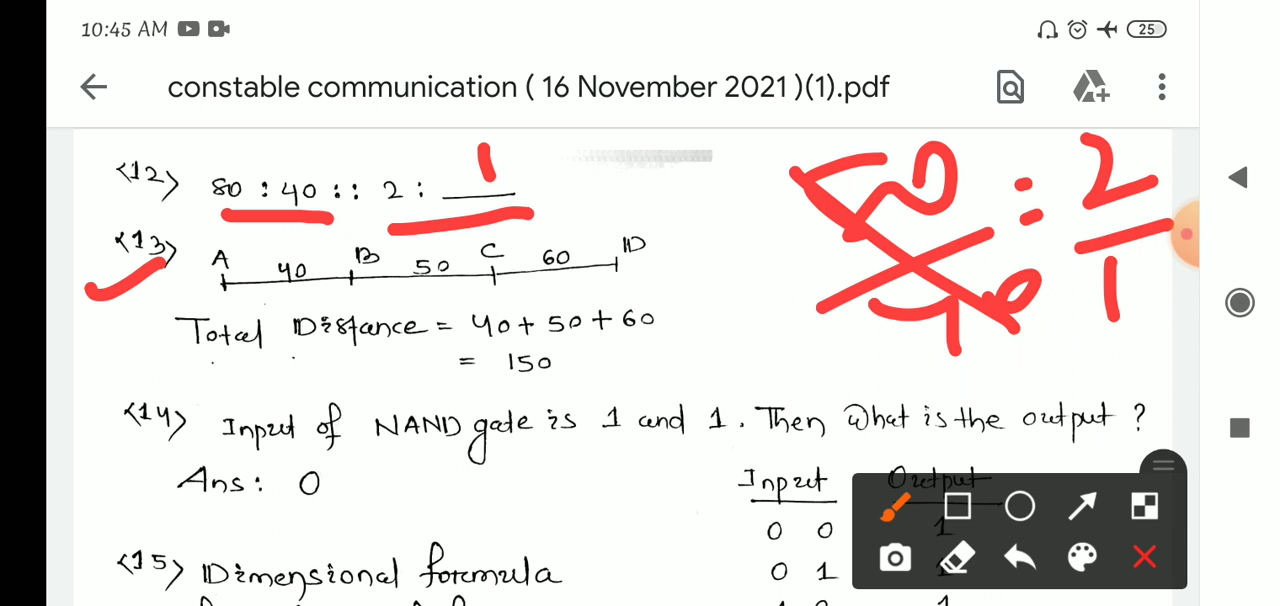 10:45 AM
25
constable communication ( 16 November 2021 )(1).pdf
<12> 80 : 40 :: 2 : 1
80 : 2
40 1
<13> A 40 B 50 C 60 D
Total Distance = 40 + 50 + 60
= 150
<14> Input of NAND gate is 1 and 1. Then What is the output ?
Ans: 0
Input Output
0 0 1
0 1
<15> Dimensional formula